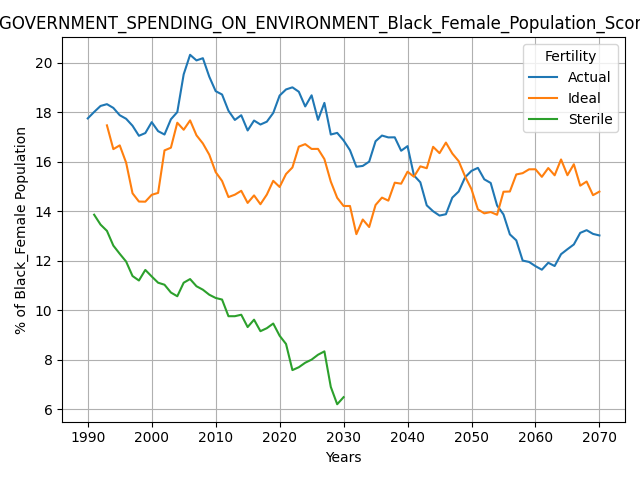 GOVERNMENT_SPENDING_ON_ENVIRONMENT_Black_Female_Population_Scor
Fertility
Actual
Ideal
Sterile
% of Black_Female Population
20
18
16
14
12
10
8
6
1990 2000 2010 2020 2030 2040 2050 2060 2070
Years